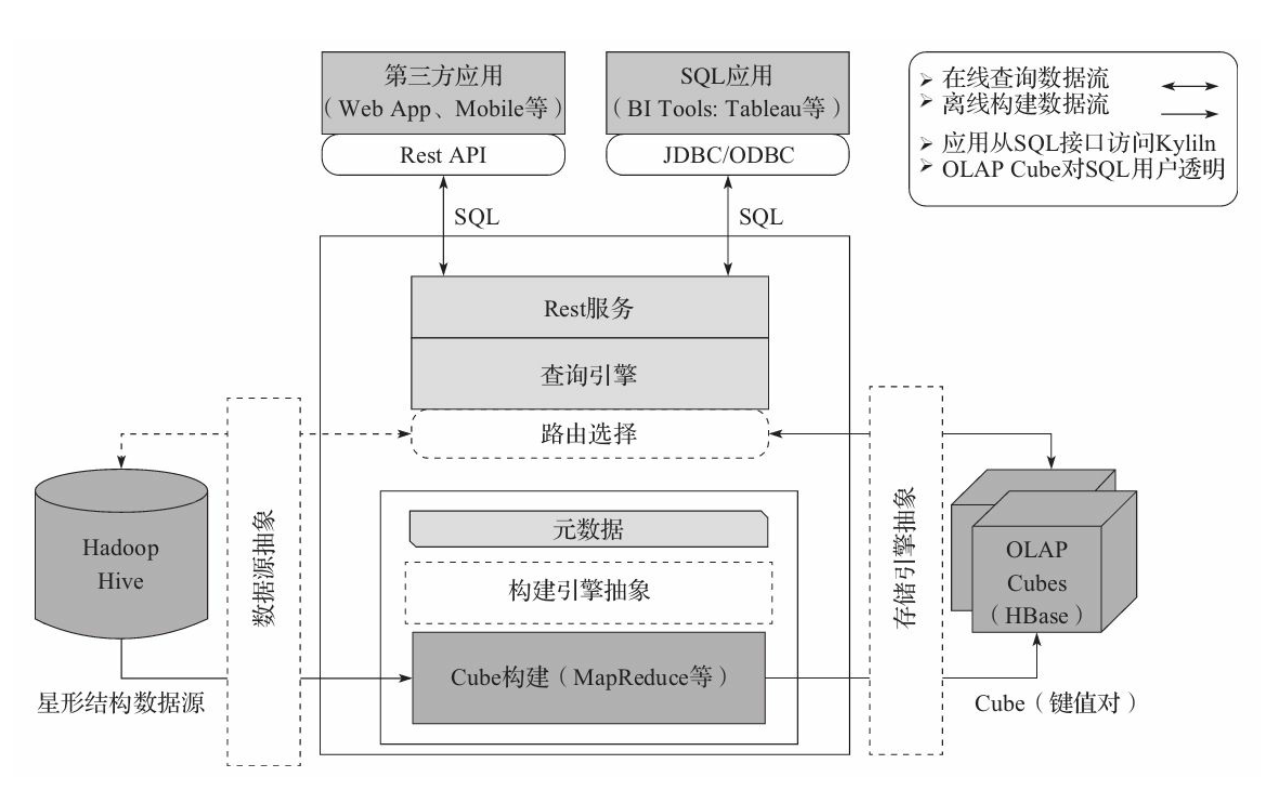 第三方应用
（Web App、Mobile等）
Rest API
SQL应用
（BI Tools: Tableau等）
JDBC/ODBC
➢ 在线查询数据流
➢ 离线构建数据流
➢ 应用从SQL接口访问Kyliln
➢ OLAP Cube对SQL用户透明
SQL
SQL
Rest服务
查询引擎
路由选择
Hadoop
Hive
星形结构数据源
数据源抽象
元数据
构建引擎抽象
Cube构建（MapReduce等）
存储引擎抽象
OLAP
Cubes
（HBase）
Cube（键值对）